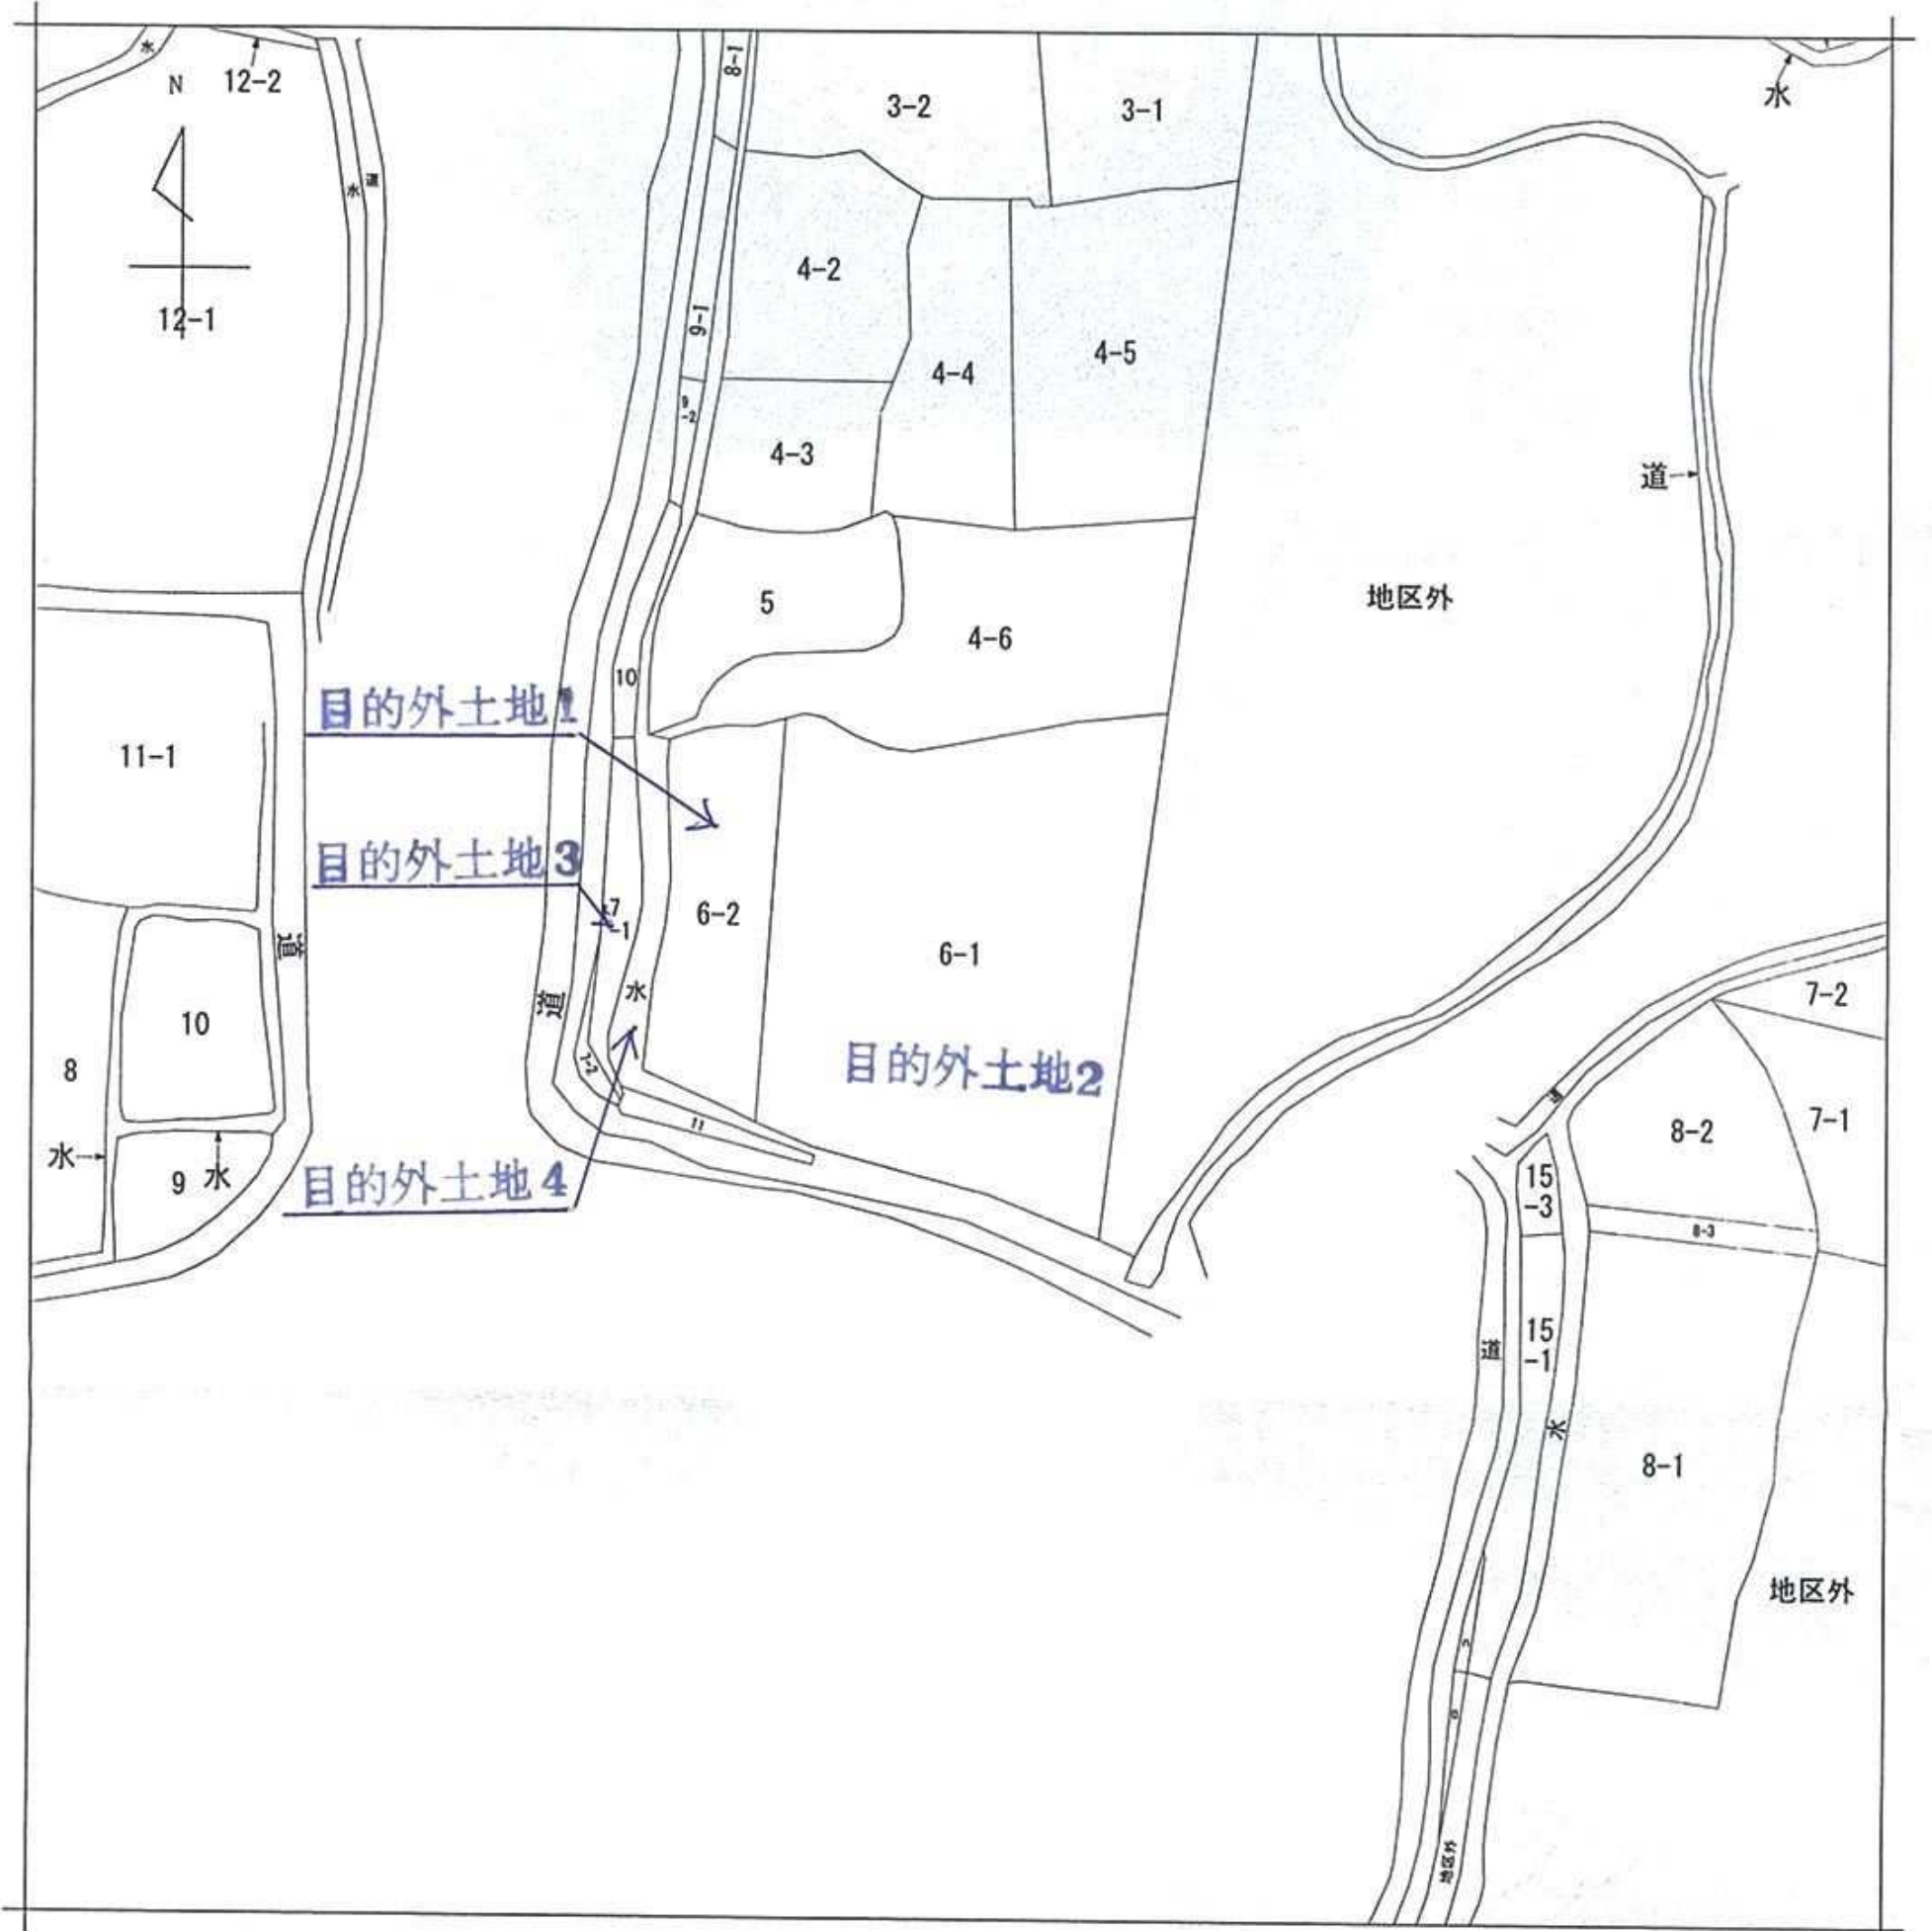 水
12-2
N
12-1
水
道
8-1
3-2
3-1
水
4-2
9-1
4-4
4-5
9
-2
4-3
道
5
4-6
地区外
10
目的外土地1
11-1
目的外土地3
7
-1
6-2
6-1
道
水
道
10
8
7-2
目的外土地2
7-2
11
8-2
7-1
水
9
水
目的外土地4
15
-3
8-3
15
-1
道
水
8-1
地区外
地区外